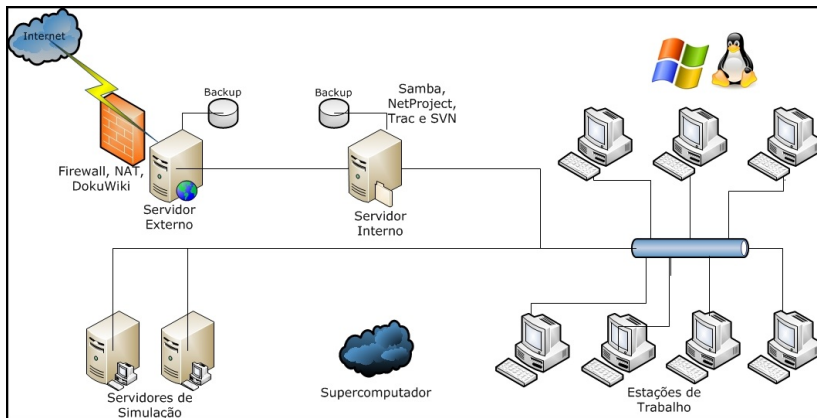 Internet
Backup
Backup
Samba,
NetProject,
Trac e SVN
Firewall, NAT,
DokuWiki
Servidor
Externo
Servidor
Interno
Servidores de
Simulação
Supercomputador
Estações de
Trabalho